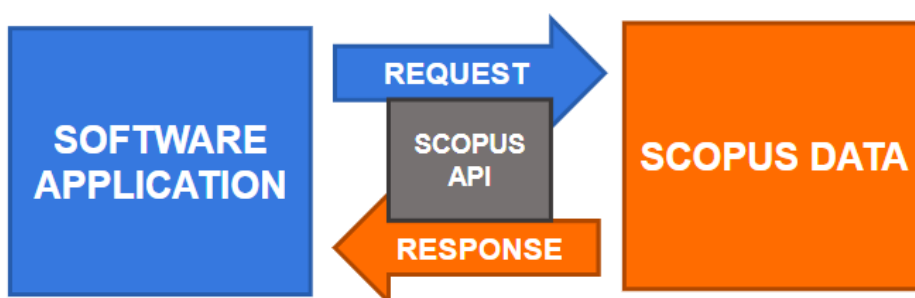 SOFTWARE
APPLICATION
REQUEST
SCOPUS
API
RESPONSE
SCOPUS DATA